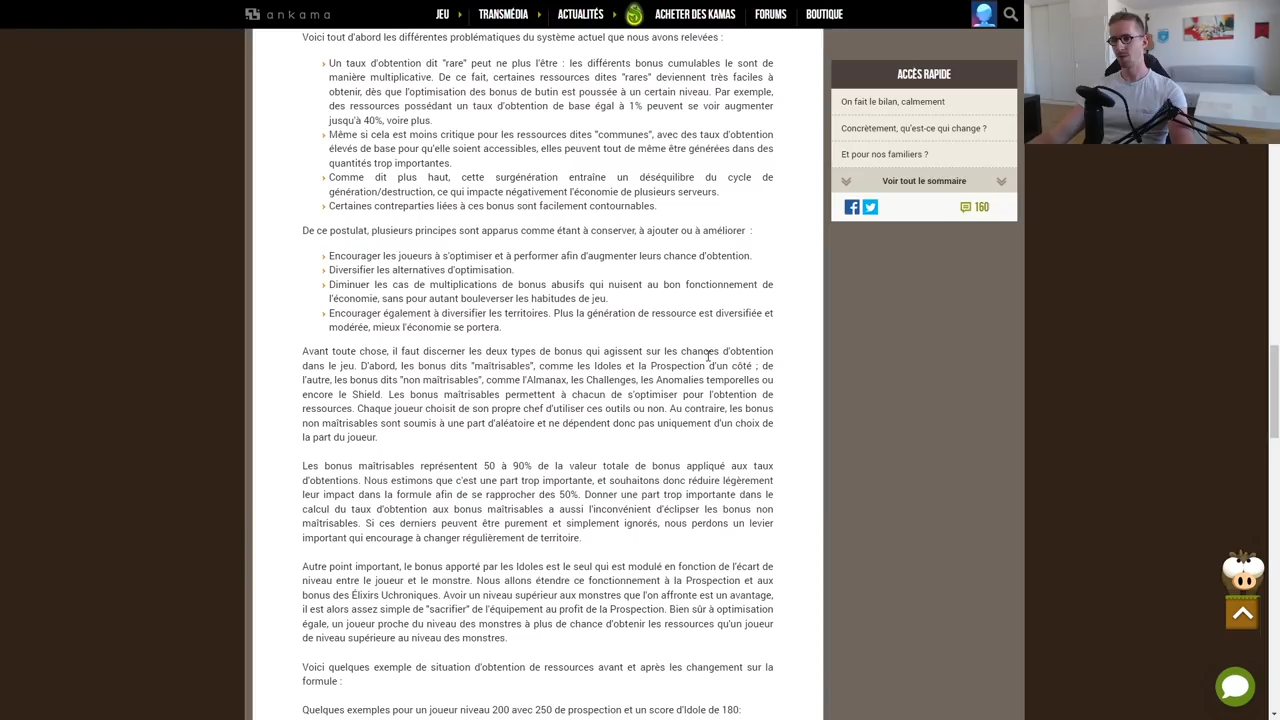 ankama
JEU
TRANSMÉDIA
ACTUALITÉS
ACHETER DES KAMAS
FORUMS
BOUTIQUE
Voici tout d'abord les différentes problématiques du système actuel que nous avons relevées :
Un taux d'obtention dit "rare" peut ne plus l'être : les différents bonus cumulables le sont de
manière multiplicative. De ce fait, certaines ressources dites "rares" deviennent très faciles à
obtenir, dès que l'optimisation des bonus de butin est poussée à un certain niveau. Par exemple,
des ressources possédant un taux d'obtention de base égal à 1% peuvent se voir augmenter
jusqu'à 40%, voire plus.
Même si cela est moins critique pour les ressources dites "communes", avec des taux d'obtention
élevés de base pour qu'elle soient accessibles, elles peuvent tout de même être générées dans des
quantités trop importantes.
Comme dit plus haut, cette surgénération entraîne un déséquilibre du cycle de
génération/destruction, ce qui impacte négativement l'économie de plusieurs serveurs.
Certaines contreparties liées à ces bonus sont facilement contournables.
De ce postulat, plusieurs principes sont apparus comme étant à conserver, à ajouter ou à améliorer :
Encourager les joueurs à s'optimiser et à performer afin d'augmenter leurs chance d'obtention.
Diversifier les alternatives d'optimisation.
Diminuer les cas de multiplications de bonus abusifs qui nuisent au bon fonctionnement de
l'économie, sans pour autant bouleverser les habitudes de jeu.
Encourager également à diversifier les territoires. Plus la génération de ressource est diversifiée et
modérée, mieux l'économie se portera.
Avant toute chose, il faut discerner les deux types de bonus qui agissent sur les chances d'obtention
dans le jeu. D'abord, les bonus dits "maîtrisables", comme les Idoles et la Prospection d'un côté ; de
l'autre, les bonus dits "non maîtrisables", comme l'Almanax, les Challenges, les Anomalies temporelles ou
encore le Shield. Les bonus maîtrisables permettent à chacun de s'optimiser pour l'obtention de
ressources. Chaque joueur choisit de son propre chef d'utiliser ces outils ou non. Au contraire, les bonus
non maîtrisables sont soumis à une part d'aléatoire et ne dépendent donc pas uniquement d'un choix de
la part du joueur.
Les bonus maîtrisables représentent 50 à 90% de la valeur totale de bonus appliqué aux taux
d'obtentions. Nous estimons que c'est une part trop importante, et souhaitons donc réduire légèrement
leur impact dans la formule afin de se rapprocher des 50%. Donner une part trop importante dans le
calcul du taux d'obtention aux bonus maîtrisables a aussi l'inconvénient d'éclipser les bonus non
maîtrisables. Si ces derniers peuvent être purement et simplement ignorés, nous perdons un levier
important qui encourage à changer régulièrement de territoire.
Autre point important, le bonus apporté par les Idoles est le seul qui est modulé en fonction de l'écart de
niveau entre le joueur et le monstre. Nous allons étendre ce fonctionnement à la Prospection et aux
bonus des Élixirs Uchroniques. Avoir un niveau supérieur aux monstres que l'on affronte est un avantage,
il est alors assez simple de "sacrifier" de l'équipement au profit de la Prospection. Bien sûr à optimisation
égale, un joueur proche du niveau des monstres à plus de chance d'obtenir les ressources qu'un joueur
de niveau supérieure au niveau des monstres.
Voici quelques exemple de situation d'obtention de ressources avant et après les changement sur la
formule :
Quelques exemples pour un joueur niveau 200 avec 250 de prospection et un score d'Idole de 180:
ACCÈS RAPIDE
On fait le bilan, calmement
Concrètement, qu'est-ce qui change ?
Et pour nos familiers ?
Voir tout le sommaire
160